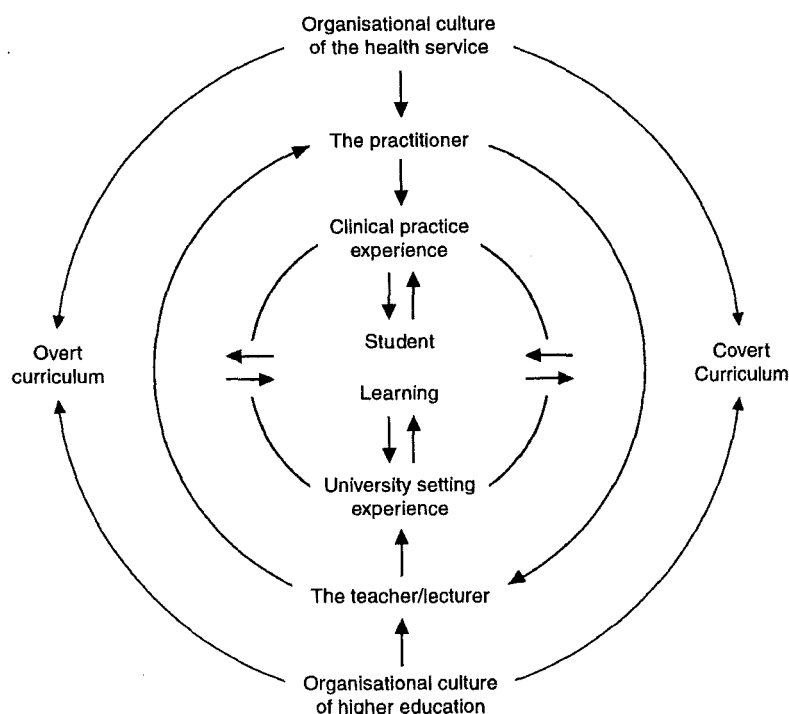 Organisational culture
of the health service
The practitioner
Clinical practice
experience
Student
Overt
curriculum
Covert
Curriculum
Learning
University setting
experience
The teacher/lecturer
Organisational culture
of higher education